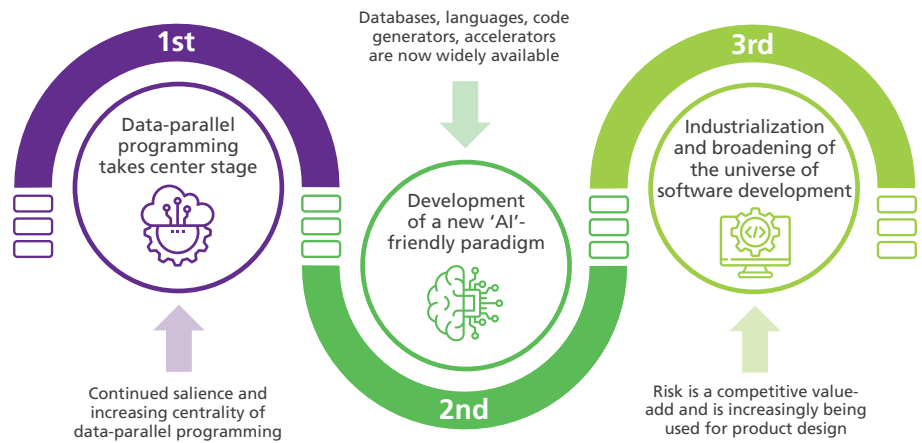 1st
Data-parallel
programming
takes center stage
Continued salience and
increasing centrality of
data-parallel programming
Databases, languages, code
generators, accelerators
are now widely available
Development
of a new ‘AI’-
friendly paradigm
2nd
3rd
Industrialization
and broadening of
the universe of
software development
</>
Risk is a competitive value-
add and is increasingly being
used for product design